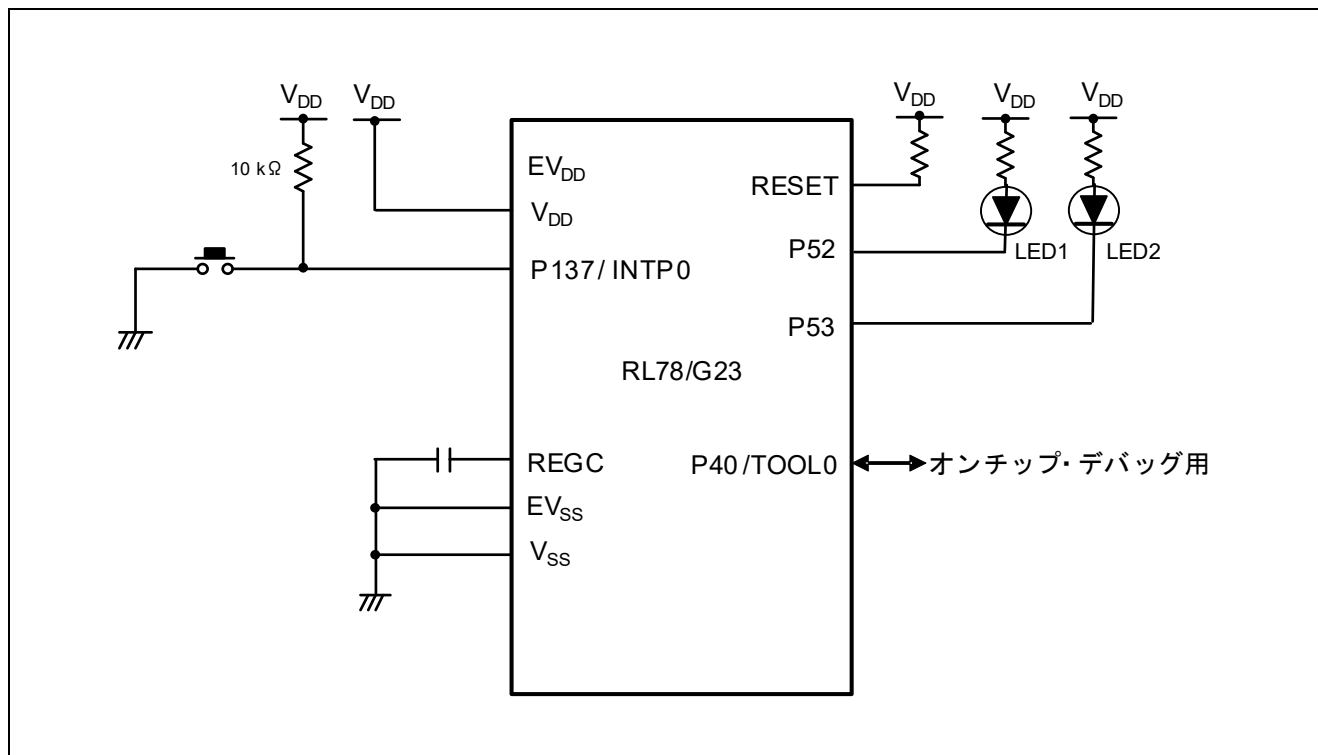 VDD
VDD
10 kΩ
EVDD
VDD
P137/ INTP0
REGC
EVSS
VSS
RL78/G23
RESET
P52
P53
P40/TOOL0
VDD
VDD
VDD
LED1
LED2
オンチップ・デバッグ用